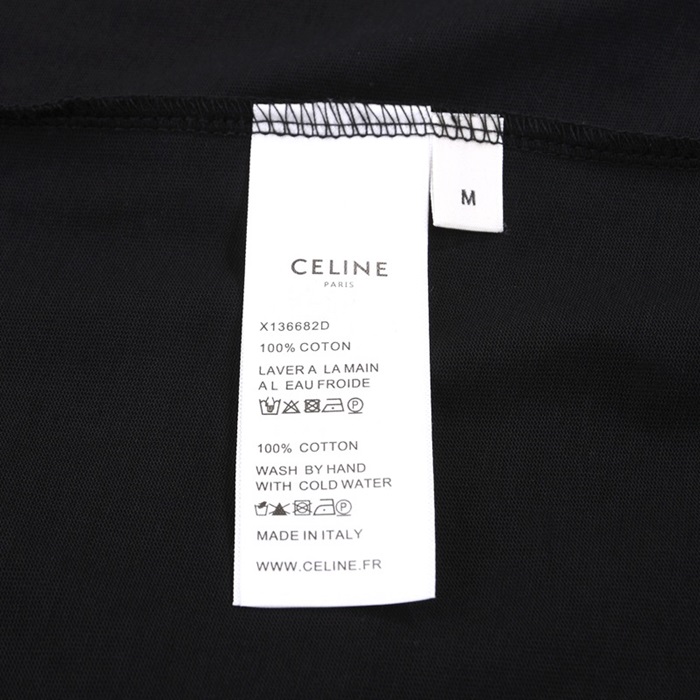 M
CELINE
PARIS
X136682D
100% COTON
LAVER A LA MAIN
A L EAU FROIDE
P
100% COTTON
WASH BY HAND
WITH COLD WATER
P
MADE IN ITALY
WWW.CELINE.FR